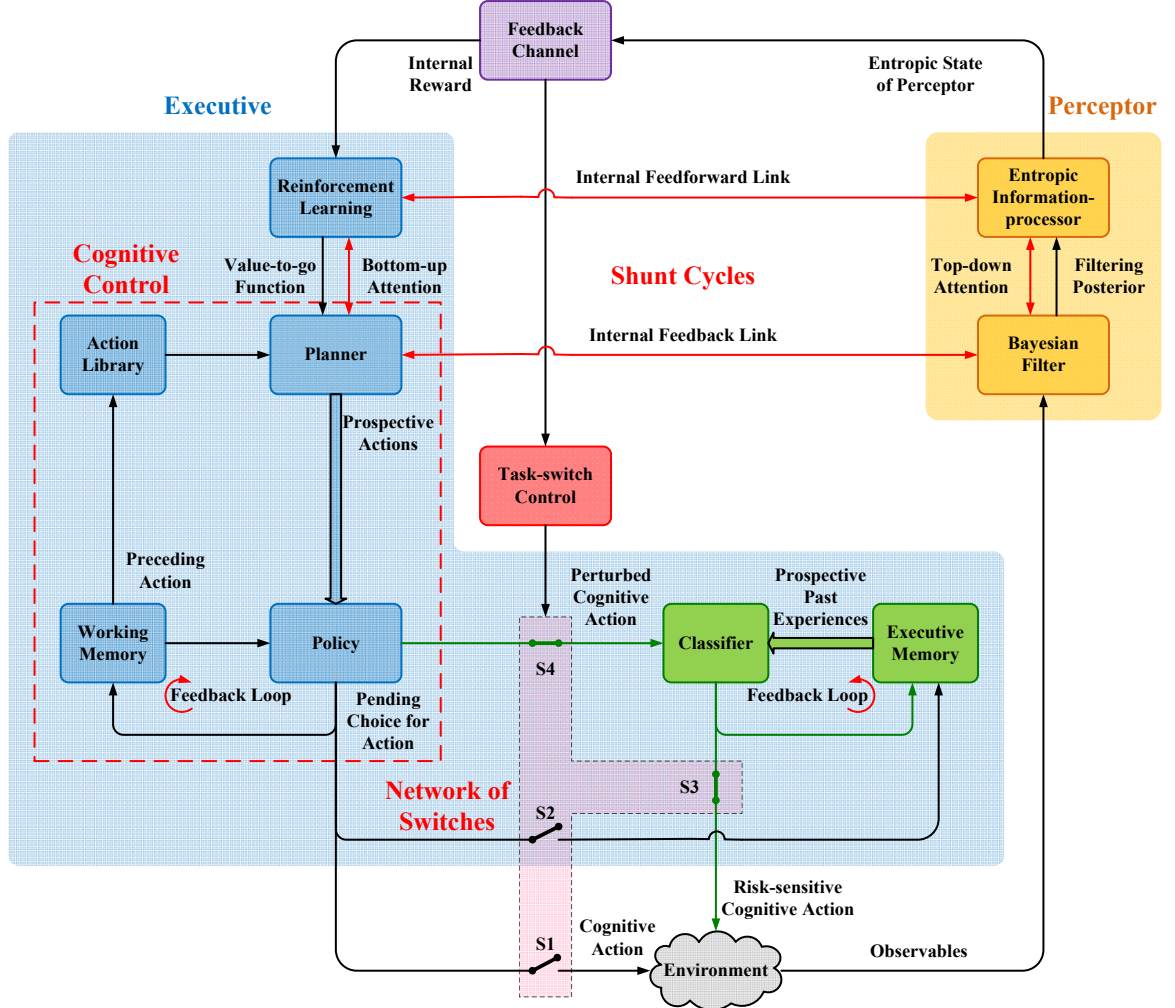 Feedback
Channel
Internal
Reward
Entropic State
of Perceptor
Executive
Perceptor
Reinforcement
Learning
Internal Feedforward Link
Entropic
Information-
processor
Cognitive
Control
Value-to-go
Function
Bottom-up
Attention
Shunt Cycles
Top-down
Attention
Filtering
Posterior
Action
Library
Planner
Internal Feedback Link
Bayesian
Filter
Prospective
Actions
Task-switch
Control
Preceding
Action
Perturbed
Cognitive
Action
Prospective
Past
Experiences
Working
Memory
Policy
S4
Classifier
Executive
Memory
Feedback Loop
Pending
Choice for
Action
Feedback Loop
S3
Network of
Switches
S2
Risk-sensitive
Cognitive Action
S1
Cognitive
Action
Environment
Observables